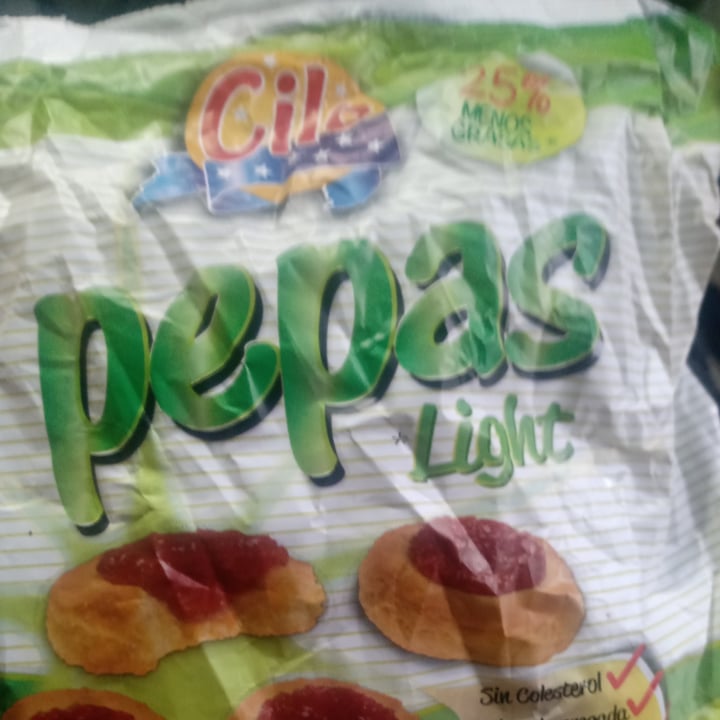 Cile
25%
MENOS
GRASAS
pepas
Light
Sin Colesterol